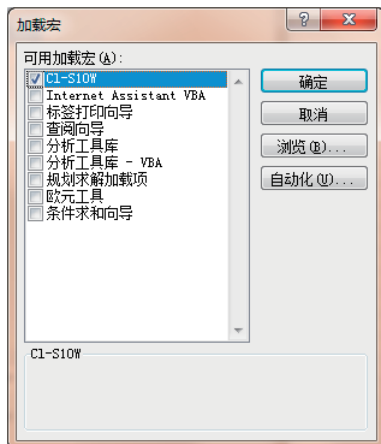 加载宏
可用加载宏(A):
Cl-S10W
Internet Assistant VBA
标签打印向导
查阅向导
分析工具库
分析工具库 - VBA
规划求解加载项
欧元工具
条件求和向导
确定
取消
浏览(B)...
自动化(U)...
Cl-S10W